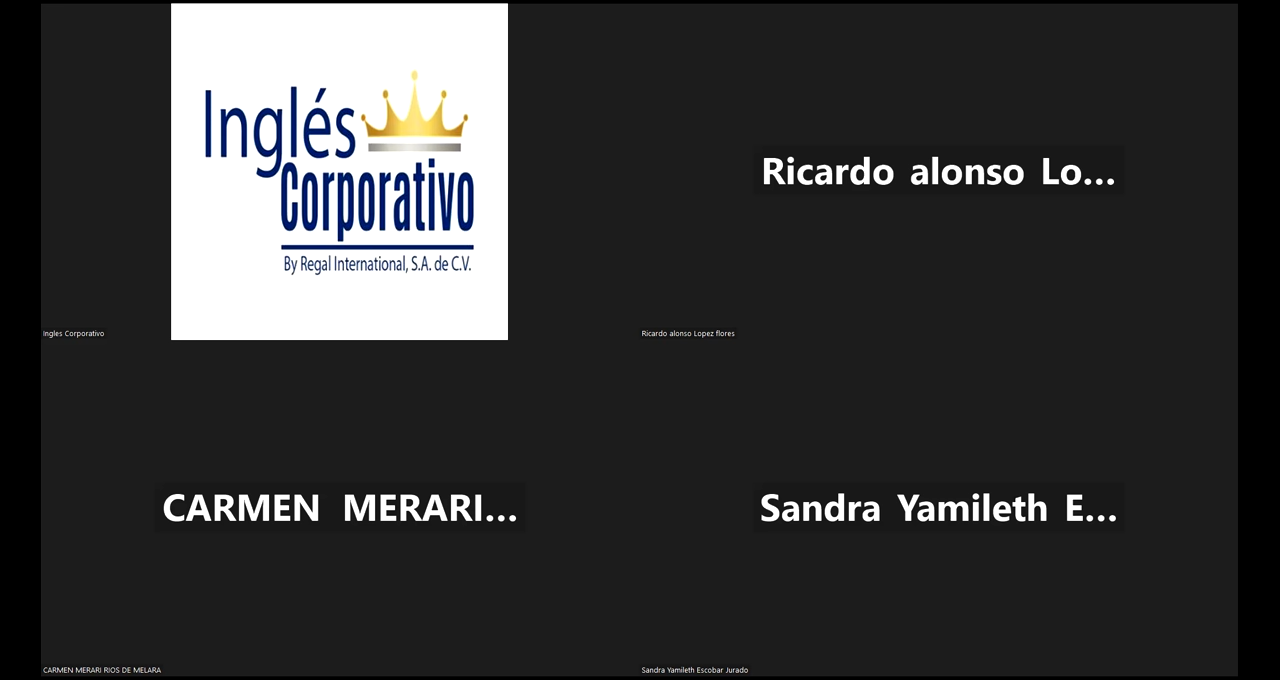 Inglés
Corporativo
By Regal International, S.A. de C.V.
Ingles Corporativo
Ricardo alonso Lo...
Ricardo alonso Lopez flores
CARMEN MERARI...
CARMEN MERARI RIOS DE MELARA
Sandra Yamileth E...
Sandra Yamileth Escobar Jurado